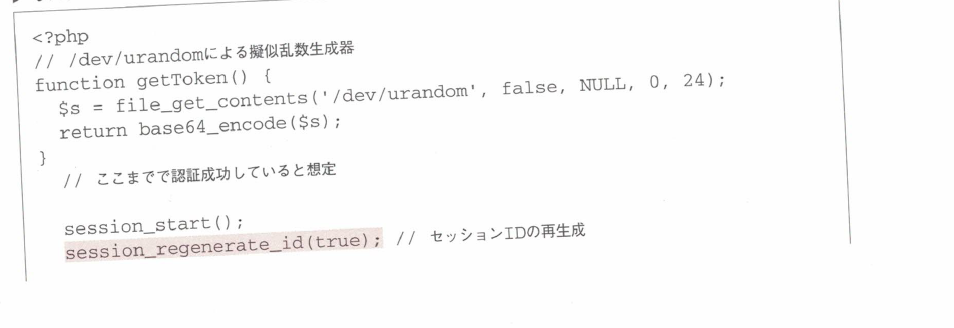 <?php
// /dev/urandomによる擬似乱数生成器
function getToken() {
  $s = file_get_contents('/dev/urandom', false, NULL, 0, 24);
  return base64_encode($s);
}
  // ここまでで認証成功していると想定
  session_start();
  session_regenerate_id(true); // セッションIDの再生成